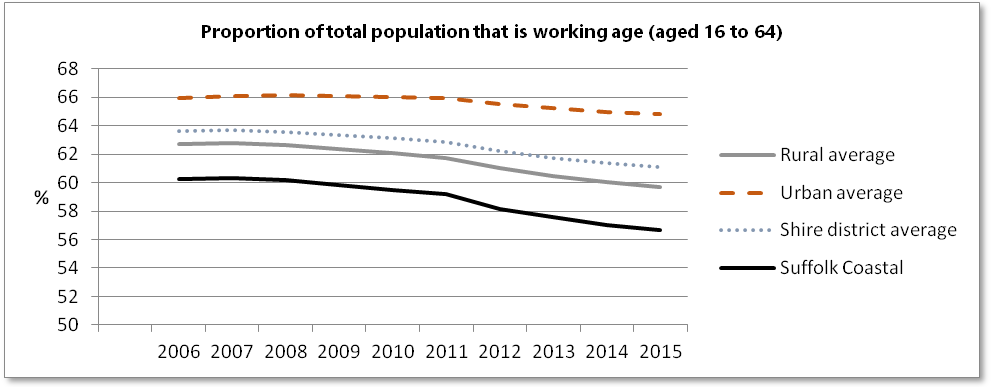 Proportion of total population that is working age (aged 16 to 64)
68
66
64
62
60
58
56
54
52
50
%
2006 2007 2008 2009 2010 2011 2012 2013 2014 2015
Rural average
Urban average
Shire district average
Suffolk Coastal